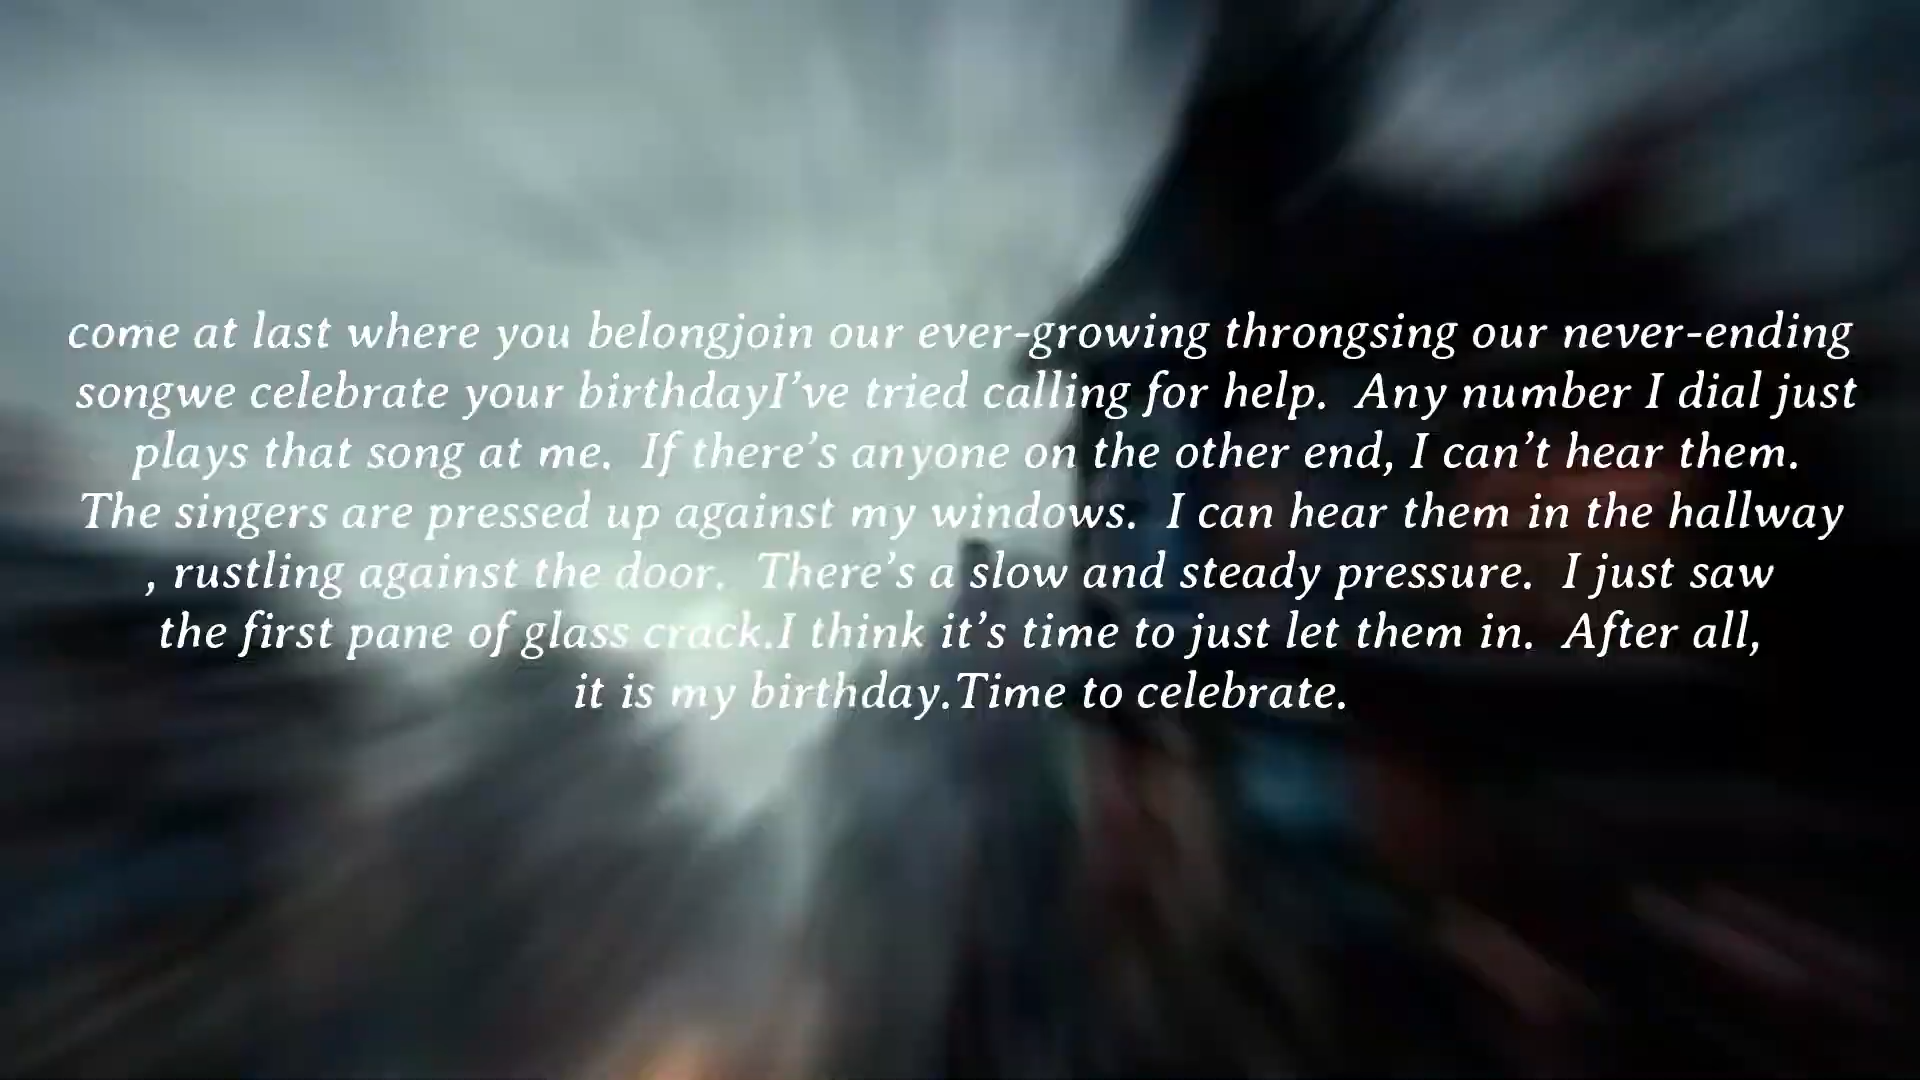 come at last where you belongjoin our ever-growing throngsing our never-ending
songwe celebrate your birthdayI’ve tried calling for help.  Any number I dial just
plays that song at me.  If there’s anyone on the other end, I can’t hear them.
The singers are pressed up against my windows.  I can hear them in the hallway
, rustling against the door.  There’s a slow and steady pressure.  I just saw
the first pane of glass crack.I think it’s time to just let them in.  After all,
it is my birthday.Time to celebrate.